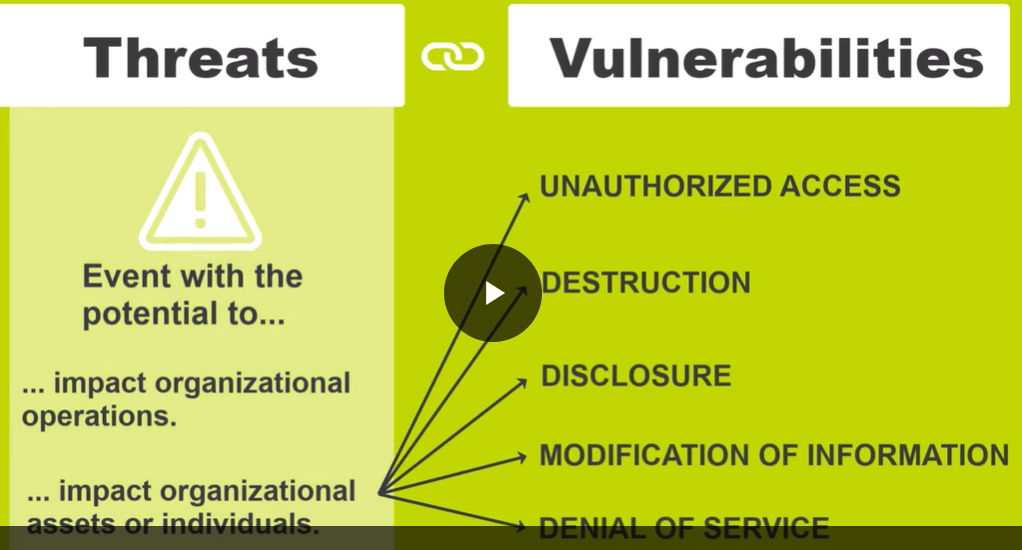 Threats
Vulnerabilities
Event with the
potential to...
... impact organizational
operations.
... impact organizational
assets or individuals.
UNAUTHORIZED ACCESS
DESTRUCTION
DISCLOSURE
MODIFICATION OF INFORMATION
DENIAL OF SERVICE